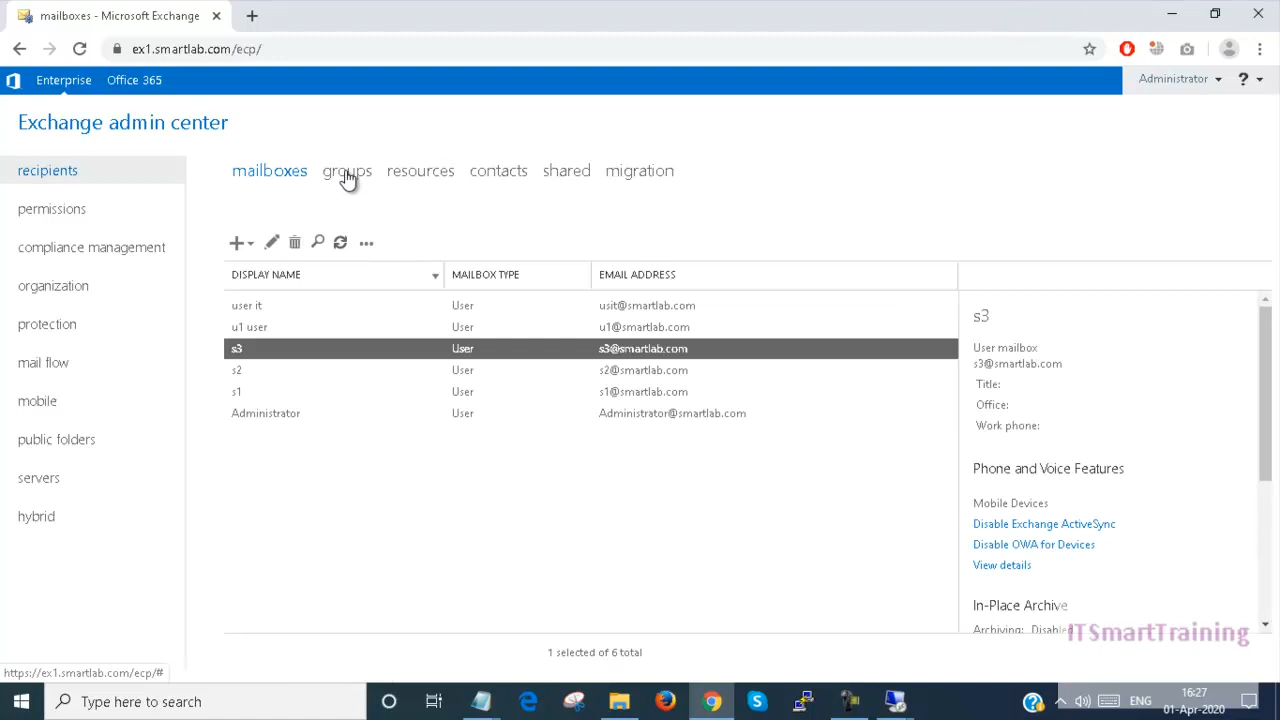 mailboxes - Microsoft Exchange
ex1.smartlab.com/ecp/
Enterprise Office 365
Administrator ?
Exchange admin center
recipients
permissions
compliance management
organization
protection
mail flow
mobile
public folders
servers
hybrid
mailboxes groups resources contacts shared migration
DISPLAY NAME MAILBOX TYPE EMAIL ADDRESS
user it User usit@smartlab.com
u1 user User u1@smartlab.com
s3 User s3@smartlab.com
s2 User s2@smartlab.com
s1 User s1@smartlab.com
Administrator User Administrator@smartlab.com
1 selected of 6 total
s3
User mailbox
s3@smartlab.com
Title:
Office:
Work phone:
Phone and Voice Features
Mobile Devices
Disable Exchange ActiveSync
Disable OWA for Devices
View details
In-Place Archive
Archiving: Disabled
ITSmartTraining
https://ex1.smartlab.com/ecp/#
Type here to search
ENG
16:27
01-Apr-2020